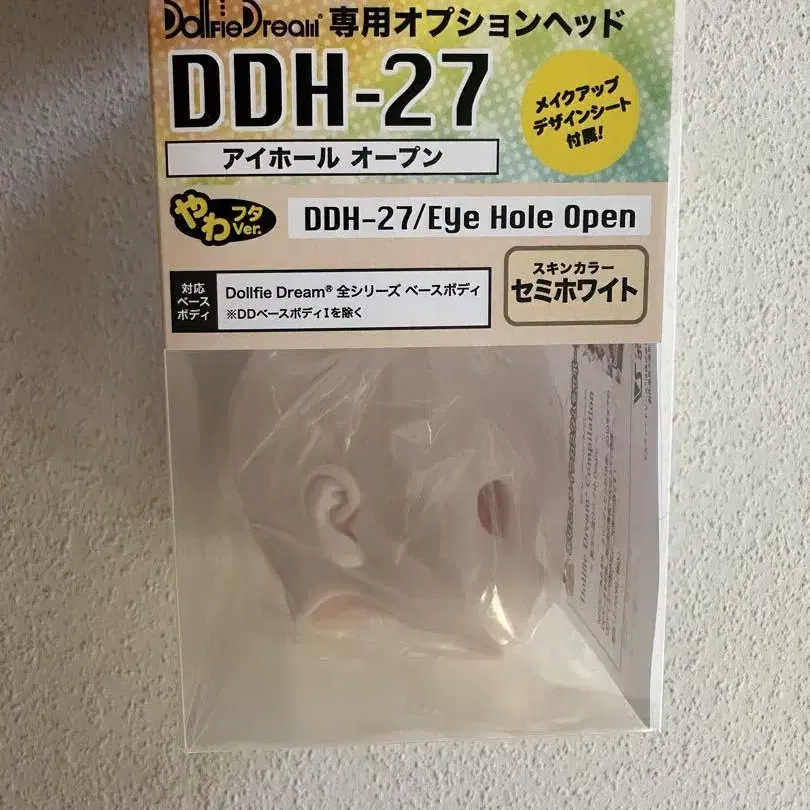 DollfieDream® 専用オプションヘッド
DDH-27
アイホール オープン
メイクアップ
デザインシート
付属!
やわ フタ
Ver.
DDH-27/Eye Hole Open
対応
ベース
ボディ
Dollfie Dream® 全シリーズ ベースボディ
※DDベースボディⅠを除く
スキンカラー
セミホワイト
Dollfie Dream Compilation